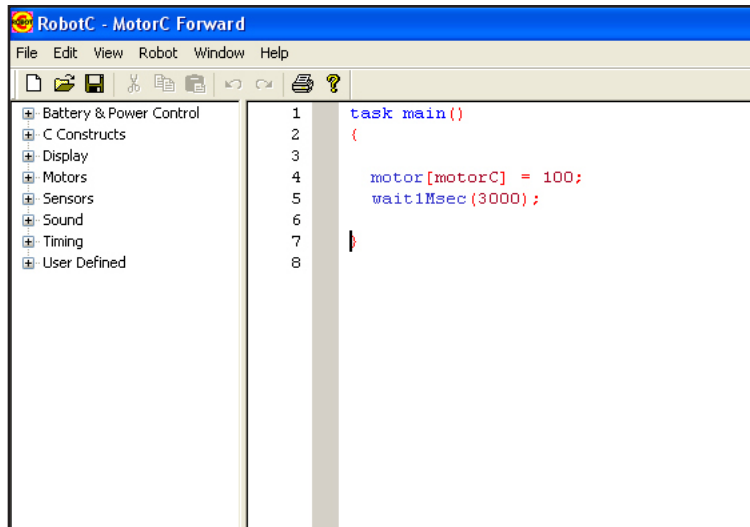 RobotC - MotorC Forward
File Edit View Robot Window Help
Battery & Power Control
C Constructs
Display
Motors
Sensors
Sound
Timing
User Defined
1 task main()
2 {
3
4 motor[motorC] = 100;
5 wait1Msec(3000);
6
7 }
8